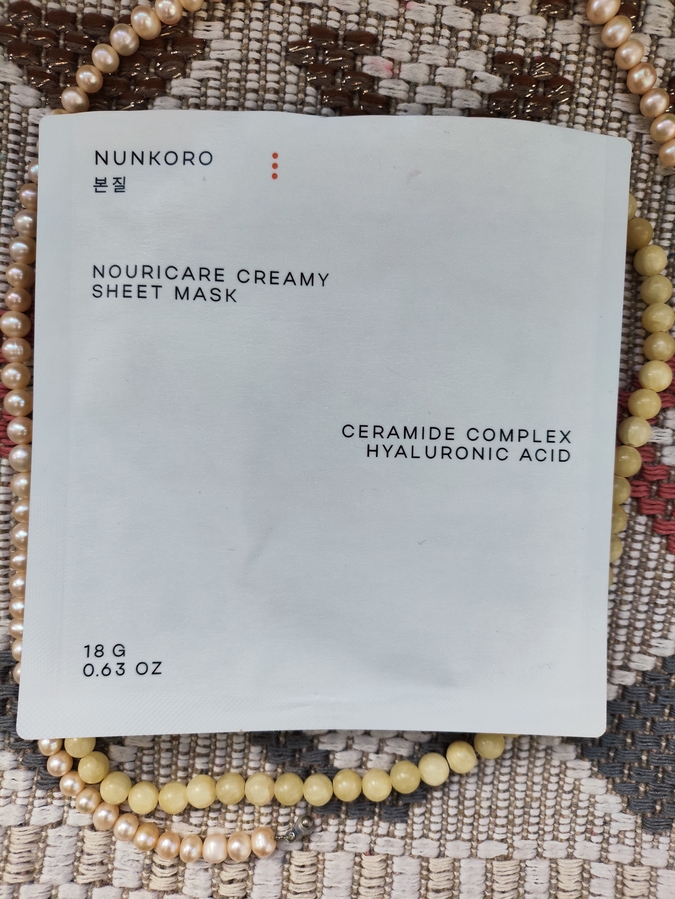 NUNKORO
본질
NOURICARE CREAMY
SHEET MASK
CERAMIDE COMPLEX
HYALURONIC ACID
18 G
0.63 OZ